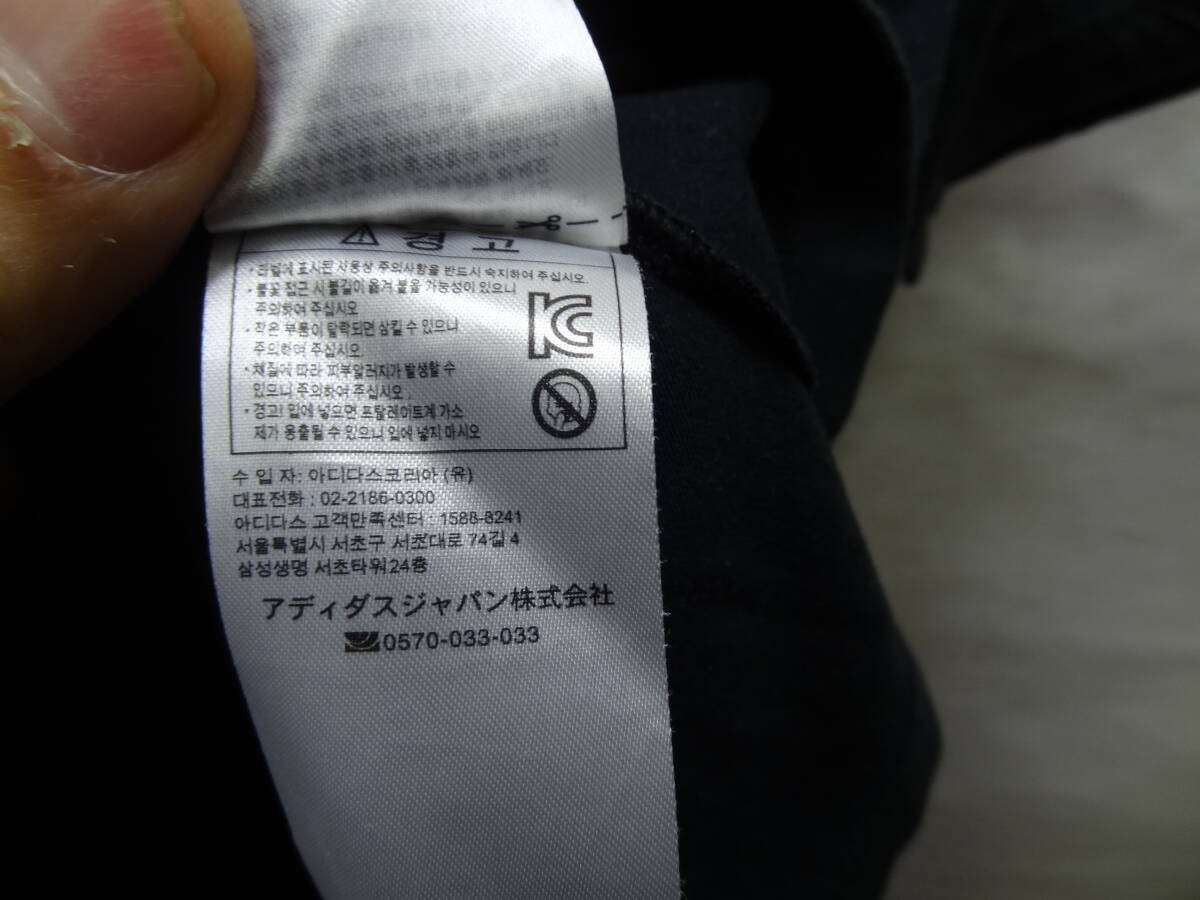 경 고
• 라벨에 표시된 사용상 주의사항을 반드시 숙지하여 주십시오.
• 불꽃 접근 시 불길이 옮겨 붙을 가능성이 있으니
주의하여 주십시오
• 작은 부품이 탈락되면 삼킬 수 있으니
주의하여 주십시오.
• 재질에 따라 피부알러지가 발생할 수
있으니 주의하여 주십시오.
• 경고! 입에 넣으면 프탈레이트계 가소
제가 용출될 수 있으니 입에 넣지 마시오
KC
수 입 자: 아디다스코리아 (유)
대표전화 : 02-2186-0300
아디다스 고객만족센터 : 1588-8241
서울특별시 서초구 서초대로 74길 4
삼성생명 서초타워24층
アディダスジャパン株式会社
0570-033-033